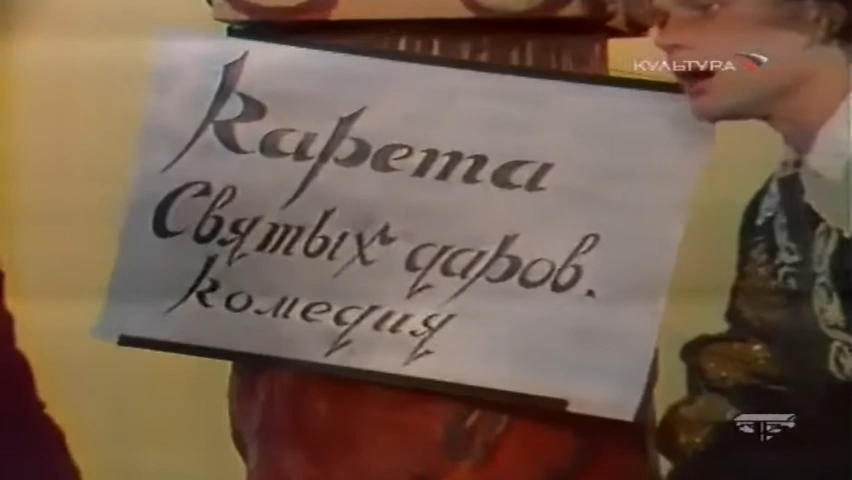 КУЛЬТУРА
Карета
Святых даров.
комедия